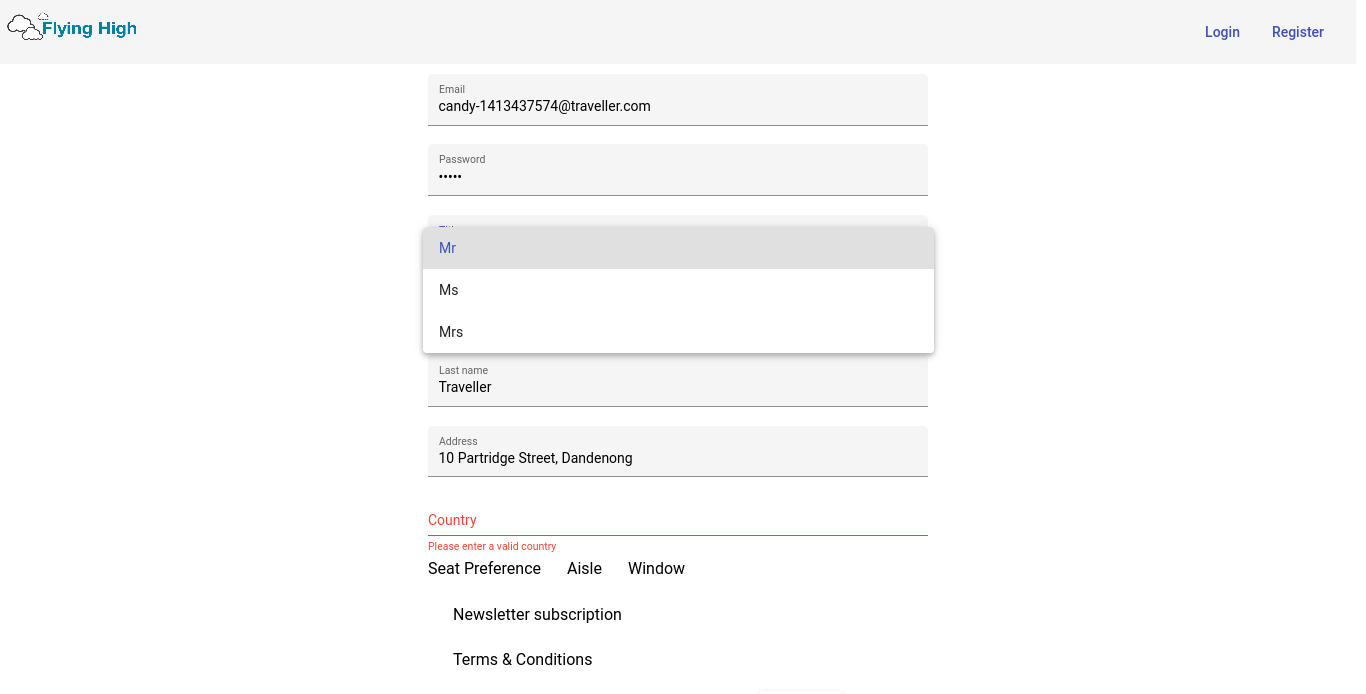 Flying High
Login
Register
Email
candy-1413437574@traveller.com
Password
•••••
Mr
Ms
Mrs
Last name
Traveller
Address
10 Partridge Street, Dandenong
Country
Please enter a valid country
Seat Preference Aisle Window
Newsletter subscription
Terms & Conditions